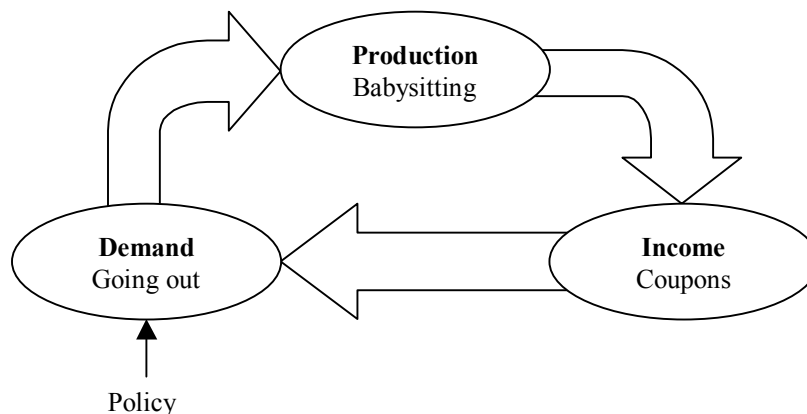 Production
Babysitting
Demand
Going out
Income
Coupons
Policy